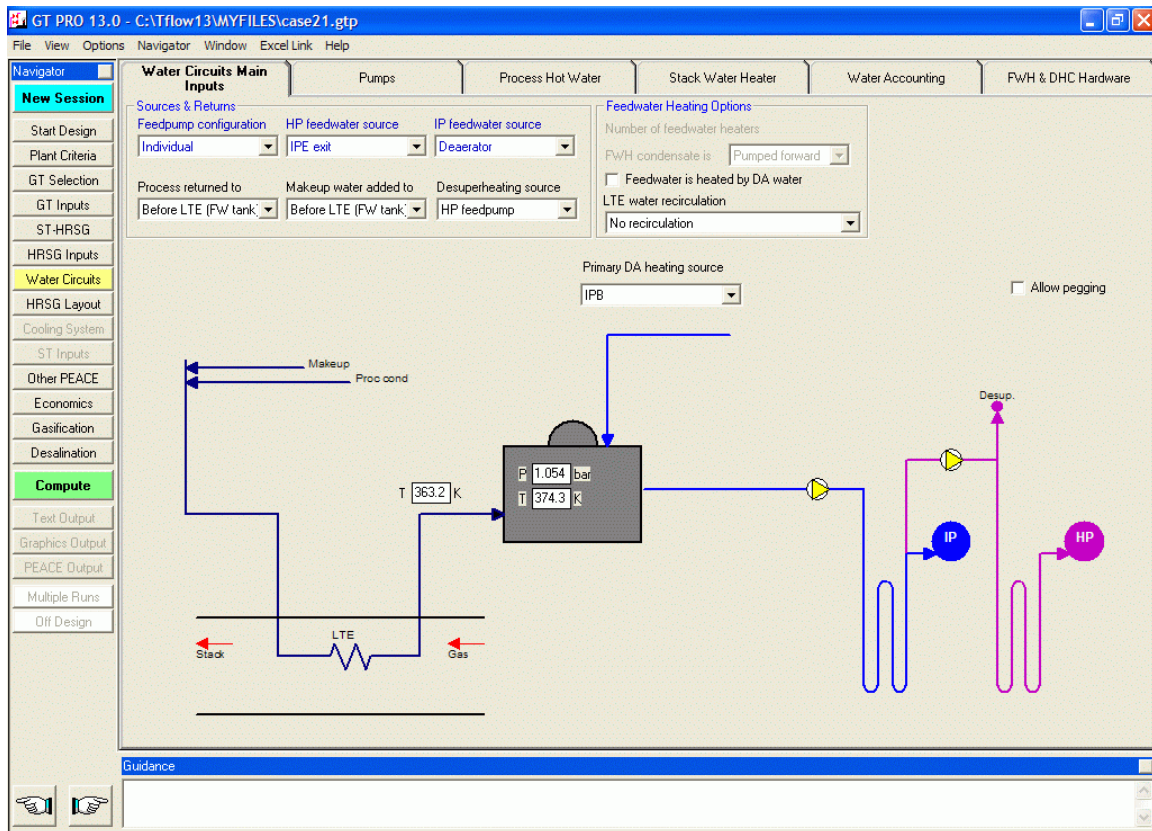 GT PRO 13.0 - C:\Tflow13\MYFILES\case21.gtp
File View Options Navigator Window Excel Link Help
Navigator
New Session
Start Design
Plant Criteria
GT Selection
GT Inputs
ST-HRSG
HRSG Inputs
Water Circuits
HRSG Layout
Cooling System
ST Inputs
Other PEACE
Economics
Gasification
Desalination
Compute
Text Output
Graphics Output
PEACE Output
Multiple Runs
Off Design
Water Circuits Main
Inputs
Pumps
Process Hot Water
Stack Water Heater
Water Accounting
FWH & DHC Hardware
Sources & Returns
Feedpump configuration HP feedwater source IP feedwater source
Individual IPE exit Deaerator
Process returned to Makeup water added to Desuperheating source
Before LTE (FW tank) Before LTE (FW tank) HP feedpump
Feedwater Heating Options
Number of feedwater heaters
FWH condensate is Pumped forward
Feedwater is heated by DA water
LTE water recirculation
No recirculation
Primary DA heating source
IPB
Allow pegging
Makeup
Proc cond
Desup.
P 1.054 bar
T 363.2 K
T 374.3 K
IP
HP
LTE
Stack
Gas
Guidance